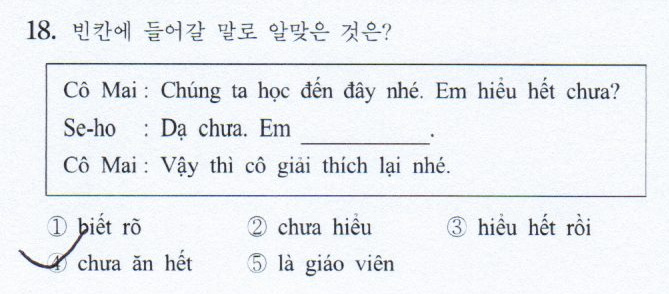 18. 빈칸에 들어갈 말로 알맞은 것은?
Cô Mai : Chúng ta học đến đây nhé. Em hiểu hết chưa?
Se-ho : Dạ chưa. Em ____________.
Cô Mai : Vậy thì cô giải thích lại nhé.
① biết rõ ② chưa hiểu ③ hiểu hết rồi
④ chưa ăn hết ⑤ là giáo viên